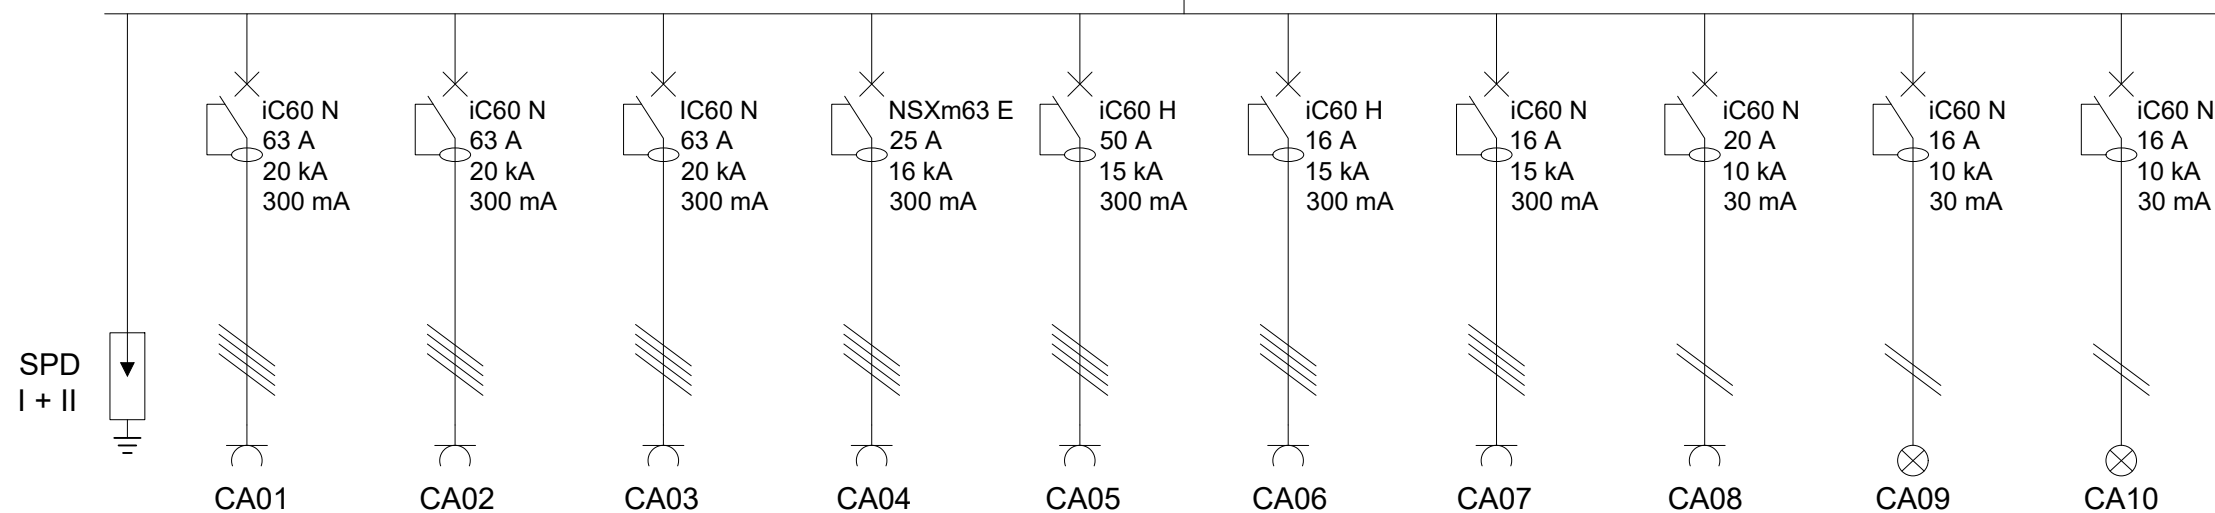 iC60 N
63 A
20 kA
300 mA
iC60 N
63 A
20 kA
300 mA
IC60 N
63 A
20 kA
300 mA
NSXm63 E
25 A
16 kA
300 mA
iC60 H
50 A
15 kA
300 mA
iC60 H
16 A
15 kA
300 mA
iC60 N
16 A
15 kA
300 mA
iC60 N
20 A
10 kA
30 mA
iC60 N
16 A
10 kA
30 mA
iC60 N
16 A
10 kA
30 mA
SPD
I + II
CA01
CA02
CA03
CA04
CA05
CA06
CA07
CA08
CA09
CA10